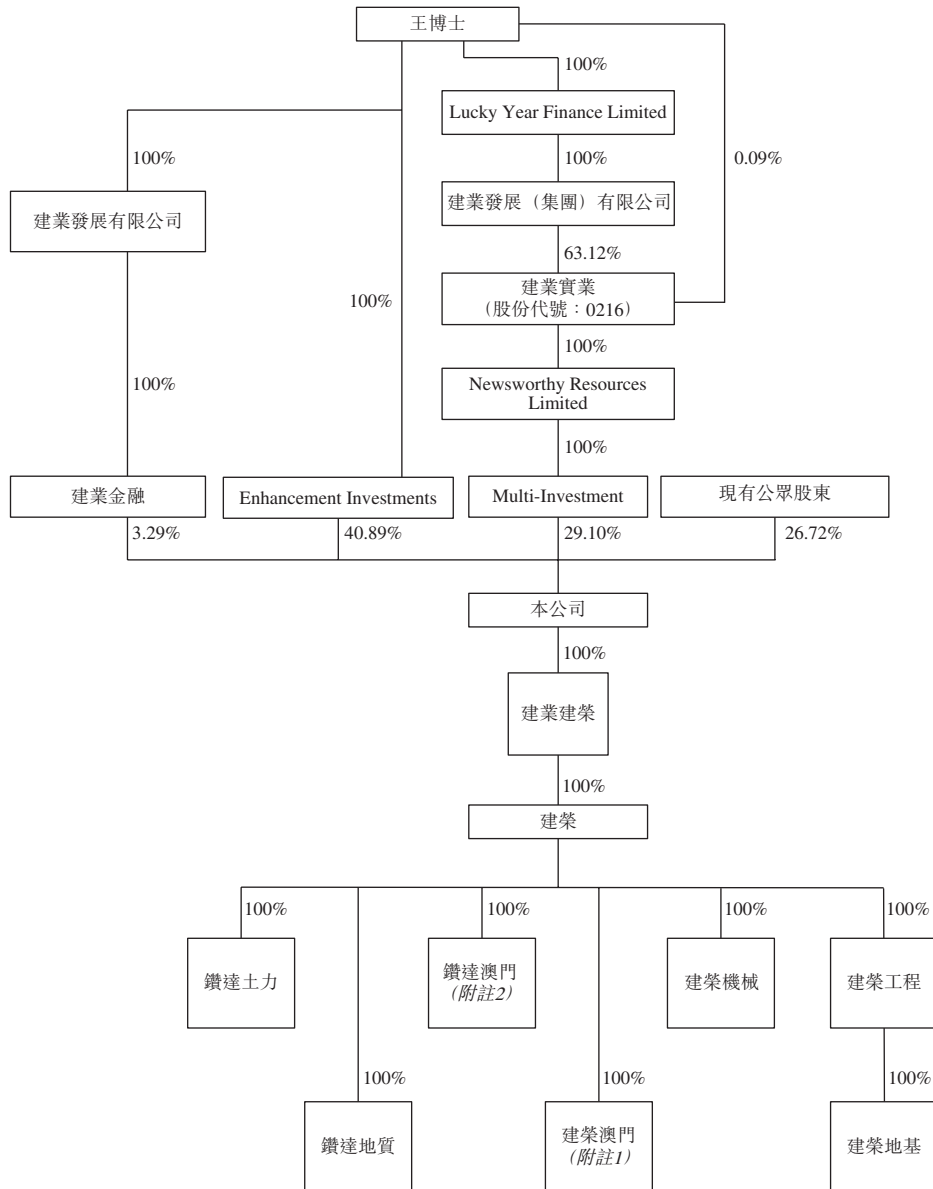 王博士
100%
Lucky Year Finance Limited
100%
0.09%
100%
建業發展有限公司
建業發展（集團）有限公司
63.12%
建業實業
（股份代號：0216）
100%
100%
Newsworthy Resources
Limited
100%
100%
建業金融
Enhancement Investments
Multi-Investment
現有公眾股東
3.29%
40.89%
29.10%
26.72%
本公司
100%
建業建榮
100%
建榮
100%
100%
100%
100%
鑽達土力
鑽達澳門
（附註2）
建榮機械
建榮工程
100%
100%
100%
鑽達地質
建榮澳門
（附註1）
建榮地基